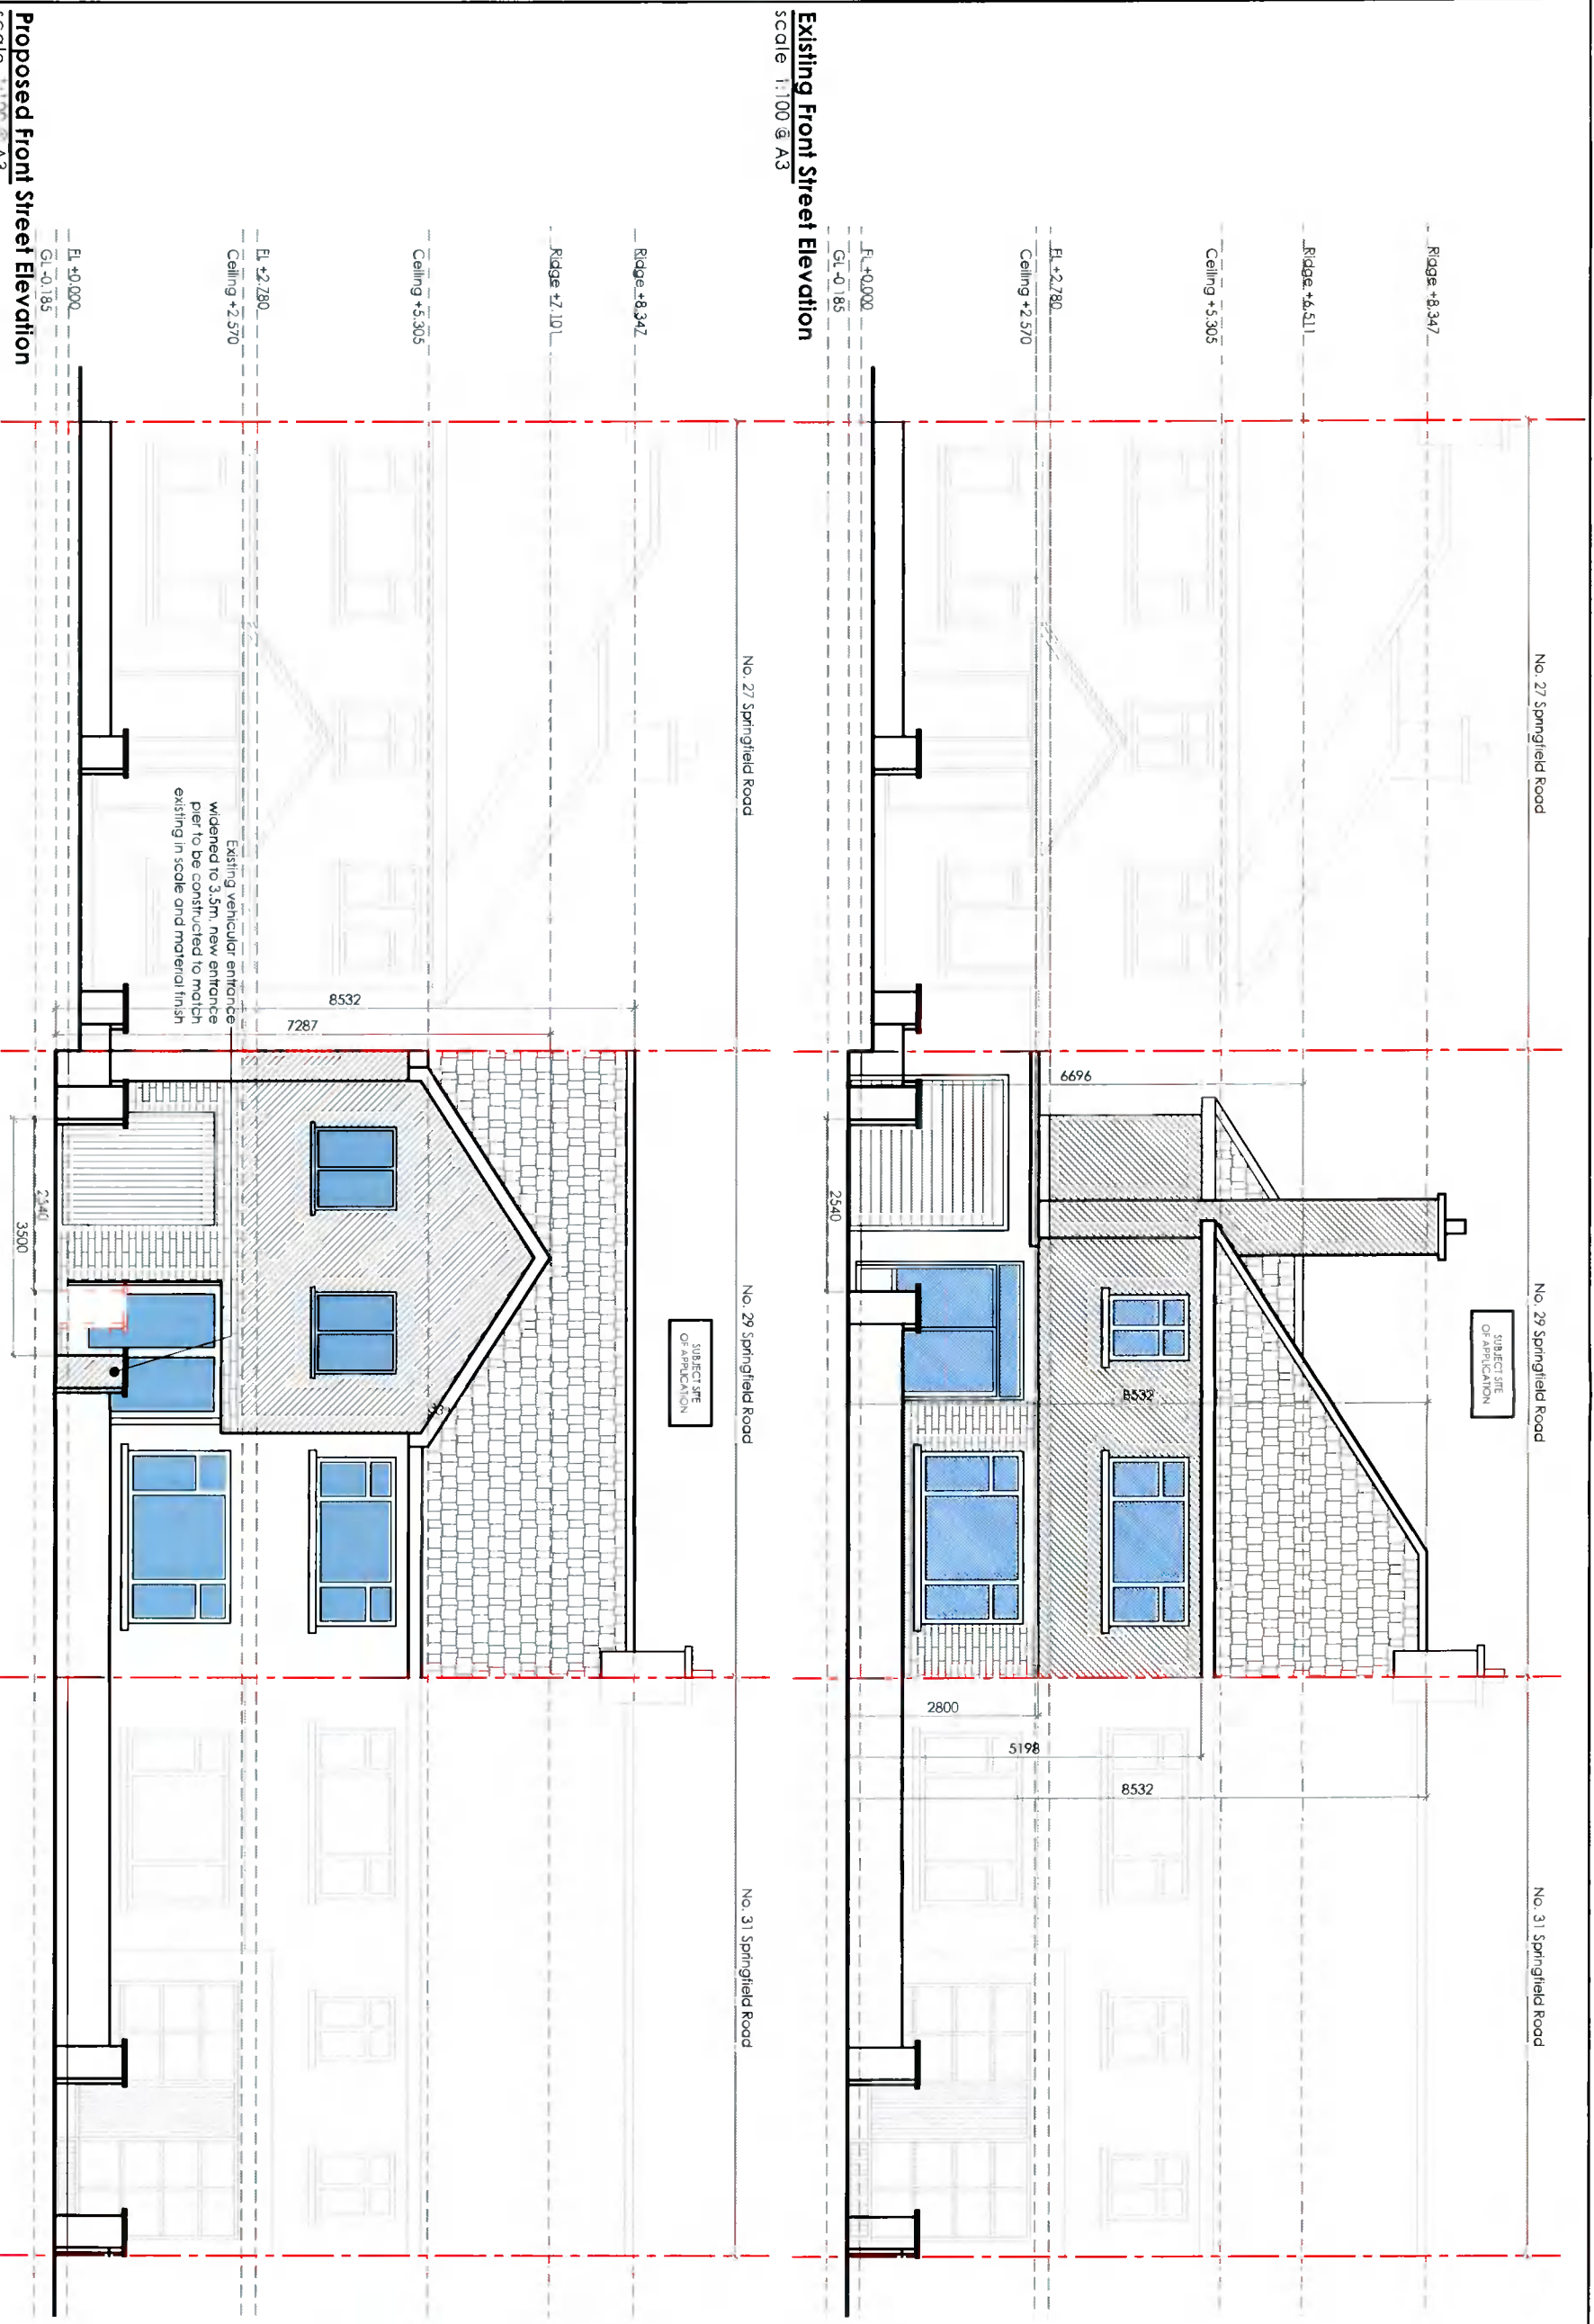 No. 27 Springfield Road
No. 29 Springfield Road
No. 31 Springfield Road
SUBJECT SITE
OF APPLICATION
Ridge +8.347
Ridge +6.511
Ceiling +5.305
FL +2.780
Ceiling +2.570
FL +0.000
GL -0.185
6696
8532
2540
2800
5198
8532
Existing Front Street Elevation
scale 1:100 @ A3
No. 27 Springfield Road
No. 29 Springfield Road
No. 31 Springfield Road
SUBJECT SITE
OF APPLICATION
Ridge +8.347
Ridge +7.101
Ceiling +5.305
FL +2.780
Ceiling +2.570
FL +0.000
GL -0.185
8532
7287
Existing vehicular entrance
widened to 3.5m, new entrance
pier to be constructed to match
existing in scale and material finish
2540
3500
Proposed Front Street Elevation
scale 1:100 @ A3